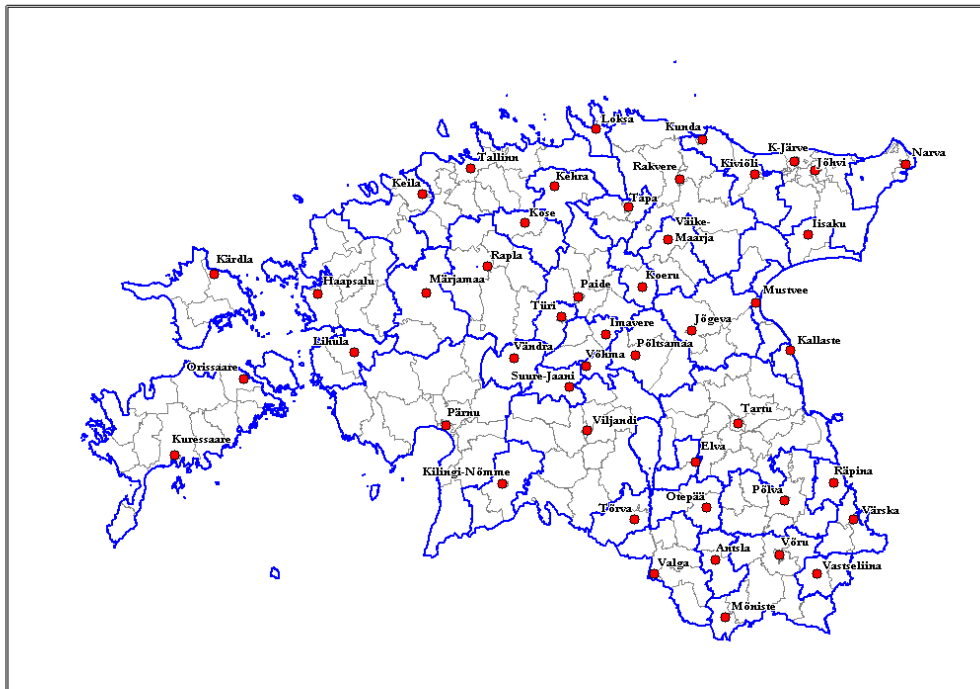 Loksa
Kunda
K-Järve
Jõhvi
Narva
Tallinn
Rakvere
Kiviõli
Keila
Kehra
Tapa
Kose
Väike-
Maarja
Iisaku
Rapla
Kärdla
Haapsalu
Märjamaa
Koeru
Paide
Mustvee
Türi
Imavere
Jõgeva
Lihula
Vändra
Võhma
Põltsamaa
Kallaste
Orissaare
Suure-Jaani
Pärnu
Viljandi
Tartu
Kuressaare
Elva
Kilingi-Nõmme
Räpina
Otepää
Põlva
Tõrva
Värska
Antsla
Võru
Valga
Vastseliina
Mõniste